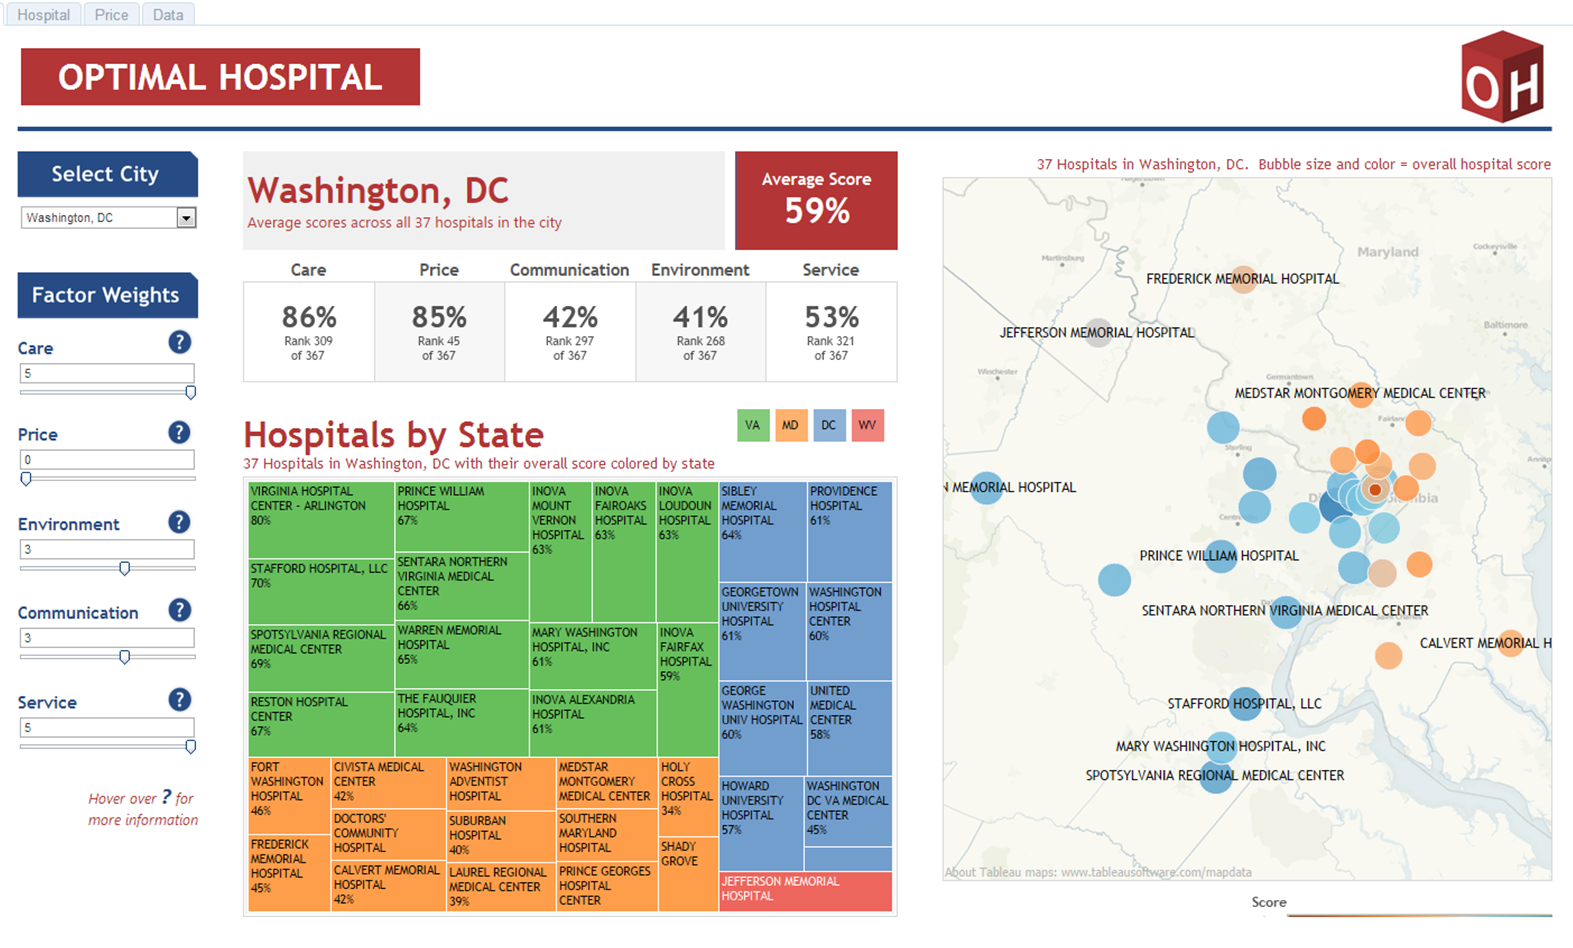 Hospital
Price
Data
OPTIMAL HOSPITAL
OH
Select City
Washington, DC
Factor Weights
Care
?
5
Price
?
0
Environment
?
3
Communication
?
3
Service
?
5
Hover over ? for
more information
Washington, DC
Average scores across all 37 hospitals in the city
Average Score
59%
Care
Price
Communication
Environment
Service
86%
Rank 309
of 367
85%
Rank 45
of 367
42%
Rank 297
of 367
41%
Rank 268
of 367
53%
Rank 321
of 367
Hospitals by State
37 Hospitals in Washington, DC with their overall score colored by state
VA
MD
DC
WV
VIRGINIA HOSPITAL
CENTER - ARLINGTON
80%
STAFFORD HOSPITAL, LLC
70%
SPOTSYLVANIA REGIONAL
MEDICAL CENTER
69%
RESTON HOSPITAL
CENTER
67%
PRINCE WILLIAM
HOSPITAL
67%
SENTARA NORTHERN
VIRGINIA MEDICAL
CENTER
66%
WARREN MEMORIAL
HOSPITAL
65%
THE FAUQUIER
HOSPITAL, INC
64%
INOVA
MOUNT
VERNON
HOSPITAL
63%
INOVA
FAIROAKS
HOSPITAL
63%
INOVA
LOUDOUN
HOSPITAL
63%
MARY WASHINGTON
HOSPITAL, INC
61%
INOVA ALEXANDRIA
HOSPITAL
61%
INOVA
FAIRFAX
HOSPITAL
59%
SIBLEY
MEMORIAL
HOSPITAL
64%
PROVIDENCE
HOSPITAL
61%
GEORGETOWN
UNIVERSITY
HOSPITAL
61%
WASHINGTON
HOSPITAL
CENTER
60%
GEORGE
WASHINGTON
UNIV HOSPITAL
60%
UNITED
MEDICAL
CENTER
58%
HOWARD
UNIVERSITY
HOSPITAL
57%
WASHINGTON
DC VA MEDICAL
CENTER
45%
FORT
WASHINGTON
HOSPITAL
46%
FREDERICK
MEMORIAL
HOSPITAL
45%
CIVISTA MEDICAL
CENTER
42%
DOCTORS'
COMMUNITY
HOSPITAL
CALVERT MEMORIAL
HOSPITAL
42%
WASHINGTON
ADVENTIST
HOSPITAL
SUBURBAN
HOSPITAL
40%
LAUREL REGIONAL
MEDICAL CENTER
39%
MEDSTAR
MONTGOMERY
MEDICAL CENTER
SOUTHERN
MARYLAND
HOSPITAL
PRINCE GEORGES
HOSPITAL
CENTER
HOLY
CROSS
HOSPITAL
34%
SHADY
GROVE
JEFFERSON MEMORIAL
HOSPITAL
37 Hospitals in Washington, DC. Bubble size and color = overall hospital score
Hagerstown
Maryland
Cockeysville
Martinsburg
FREDERICK MEMORIAL HOSPITAL
Baltimore
JEFFERSON MEMORIAL HOSPITAL
Winchester
Germantown
MEDSTAR MONTGOMERY MEDICAL CENTER
Sterling
N MEMORIAL HOSPITAL
PRINCE WILLIAM HOSPITAL
SENTARA NORTHERN VIRGINIA MEDICAL CENTER
CALVERT MEMORIAL H
STAFFORD HOSPITAL, LLC
MARY WASHINGTON HOSPITAL, INC
SPOTSYLVANIA REGIONAL MEDICAL CENTER
About Tableau maps: www.tableausoftware.com/mapdata
Score